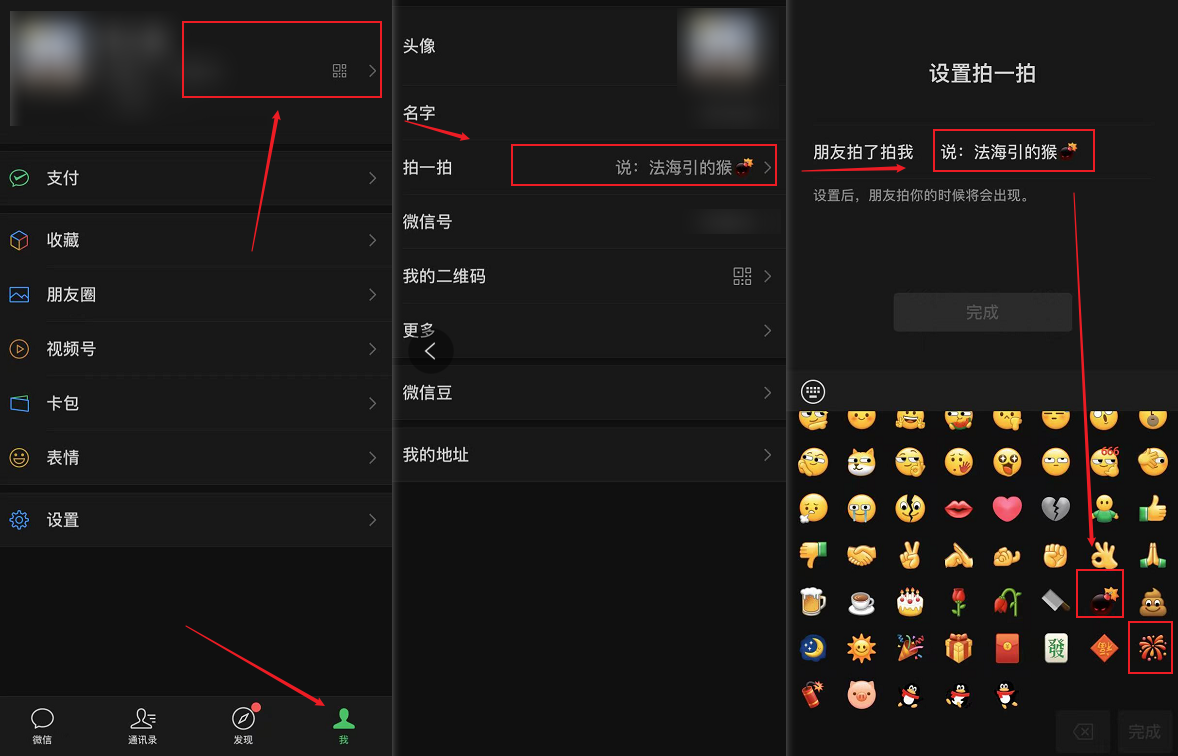 支付
收藏
朋友圈
视频号
卡包
表情
设置
微信
通讯录
发现
我
头像
名字
拍一拍
说：法海引的猴
微信号
我的二维码
更多
微信豆
我的地址
设置拍一拍
朋友拍了拍我
说：法海引的猴
设置后，朋友拍你的时候将会出现。
完成
666
發
完成